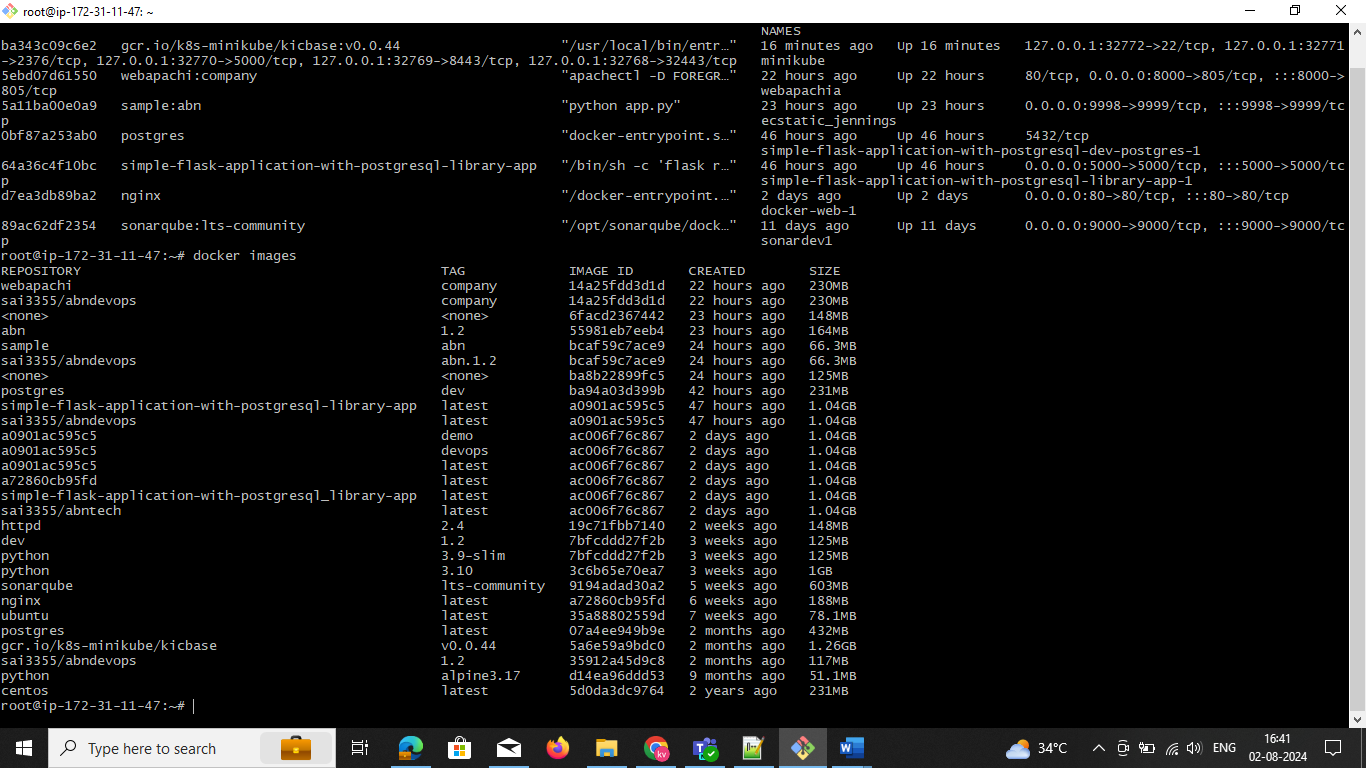 root@ip-172-31-11-47: ~
NAMES
ba343c09c6e2 gcr.io/k8s-minikube/kicbase:v0.0.44 "/usr/local/bin/entr…" 16 minutes ago Up 16 minutes 127.0.0.1:32772->22/tcp, 127.0.0.1:32771
->2376/tcp, 127.0.0.1:32770->5000/tcp, 127.0.0.1:32769->8443/tcp, 127.0.0.1:32768->32443/tcp minikube
5ebd07d61550 webapachi:company "apachectl -D FOREGR…" 22 hours ago Up 22 hours 80/tcp, 0.0.0.0:8000->805/tcp, :::8000->
805/tcp webapachia
5a11ba00e0a9 sample:abn "python app.py" 23 hours ago Up 23 hours 0.0.0.0:9998->9999/tcp, :::9998->9999/tc
p ecstatic_jennings
0bf87a253ab0 postgres "docker-entrypoint.s…" 46 hours ago Up 46 hours 5432/tcp
simple-flask-application-with-postgresql-dev-postgres-1
64a36c4f10bc simple-flask-application-with-postgresql-library-app "/bin/sh -c 'flask r…" 46 hours ago Up 46 hours 0.0.0.0:5000->5000/tcp, :::5000->5000/tc
p simple-flask-application-with-postgresql-library-app-1
d7ea3db89ba2 nginx "/docker-entrypoint.…" 2 days ago Up 2 days 0.0.0.0:80->80/tcp, :::80->80/tcp
docker-web-1
89ac62df2354 sonarqube:lts-community "/opt/sonarqube/dock…" 11 days ago Up 11 days 0.0.0.0:9000->9000/tcp, :::9000->9000/tc
p sonardev1
root@ip-172-31-11-47:~# docker images
REPOSITORY TAG IMAGE ID CREATED SIZE
webapachi company 14a25fdd3d1d 22 hours ago 230MB
sai3355/abndevops company 14a25fdd3d1d 22 hours ago 230MB
<none> <none> 6facd2367442 23 hours ago 148MB
abn 1.2 55981eb7eeb4 23 hours ago 164MB
sample abn bcaf59c7ace9 24 hours ago 66.3MB
sai3355/abndevops abn.1.2 bcaf59c7ace9 24 hours ago 66.3MB
<none> <none> ba8b22899fc5 24 hours ago 125MB
postgres dev ba94a03d399b 42 hours ago 231MB
simple-flask-application-with-postgresql-library-app latest a0901ac595c5 47 hours ago 1.04GB
sai3355/abndevops latest a0901ac595c5 47 hours ago 1.04GB
a0901ac595c5 demo ac006f76c867 2 days ago 1.04GB
a0901ac595c5 devops ac006f76c867 2 days ago 1.04GB
a0901ac595c5 latest ac006f76c867 2 days ago 1.04GB
a72860cb95fd latest ac006f76c867 2 days ago 1.04GB
simple-flask-application-with-postgresql_library-app latest ac006f76c867 2 days ago 1.04GB
sai3355/abntech latest ac006f76c867 2 days ago 1.04GB
httpd 2.4 19c71fbb7140 2 weeks ago 148MB
dev 1.2 7bfcddd27f2b 3 weeks ago 125MB
python 3.9-slim 7bfcddd27f2b 3 weeks ago 125MB
python 3.10 3c6b65e70ea7 3 weeks ago 1GB
sonarqube lts-community 9194adad30a2 5 weeks ago 603MB
nginx latest a72860cb95fd 6 weeks ago 188MB
ubuntu latest 35a88802559d 7 weeks ago 78.1MB
postgres latest 07a4ee949b9e 2 months ago 432MB
gcr.io/k8s-minikube/kicbase v0.0.44 5a6e59a9bdc0 2 months ago 1.26GB
sai3355/abndevops 1.2 35912a45d9c8 2 months ago 117MB
python alpine3.17 d14ea96ddd53 9 months ago 51.1MB
centos latest 5d0da3dc9764 2 years ago 231MB
root@ip-172-31-11-47:~#
Type here to search
34°C
ENG
16:41
02-08-2024